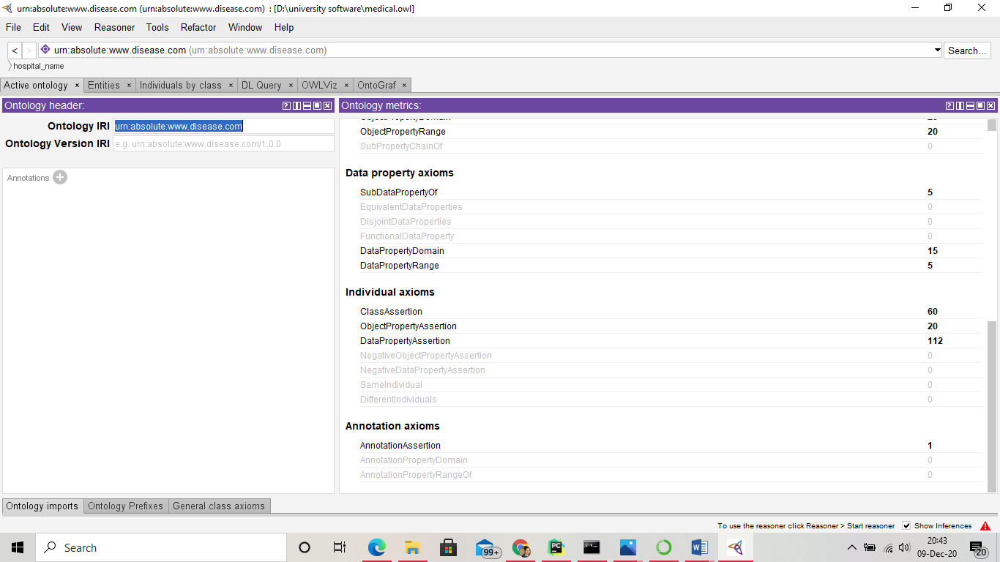 urn:absolute:www.disease.com (urn:absolute:www.disease.com) : [D:\university software\medical.owl]
File Edit View Reasoner Tools Refactor Window Help
< > urn:absolute:www.disease.com (urn:absolute:www.disease.com) Search...
hospital_name
Active ontology × Entities × Individuals by class × DL Query × OWLViz × OntoGraf ×
Ontology header:
Ontology IRI urn:absolute:www.disease.com
Ontology Version IRI e.g. urn:absolute:www.disease.com/1.0.0
Annotations
Ontology metrics:
ObjectPropertyRange 20
SubPropertyChainOf 0
Data property axioms
SubDataPropertyOf 5
EquivalentDataProperties 0
DisjointDataProperties 0
FunctionalDataProperty 0
DataPropertyDomain 15
DataPropertyRange 5
Individual axioms
ClassAssertion 60
ObjectPropertyAssertion 20
DataPropertyAssertion 112
NegativeObjectPropertyAssertion 0
NegativeDataPropertyAssertion 0
SameIndividual 0
DifferentIndividuals 0
Annotation axioms
AnnotationAssertion 1
AnnotationPropertyDomain 0
AnnotationPropertyRangeOf 0
Ontology imports Ontology Prefixes General class axioms
To use the reasoner click Reasoner > Start reasoner Show Inferences
Search
99+
PC
20:43
09-Dec-20
20